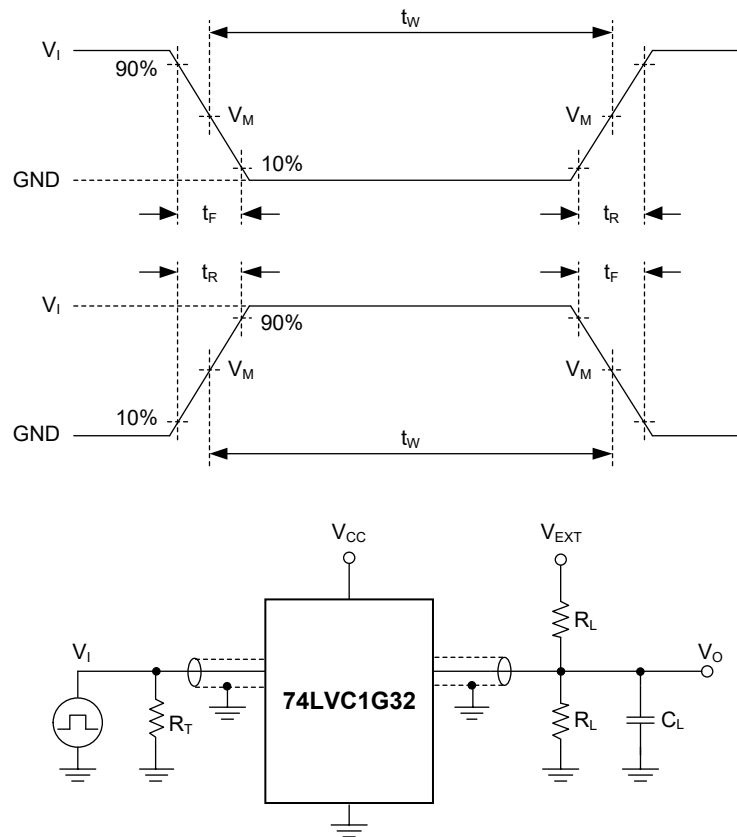 t_W
V_I
90%
V_M
V_M
10%
GND
t_F
t_R
t_R
t_F
V_I
90%
V_M
V_M
10%
GND
t_W
V_CC
V_EXT
R_L
V_I
V_O
74LVC1G32
R_T
R_L
C_L